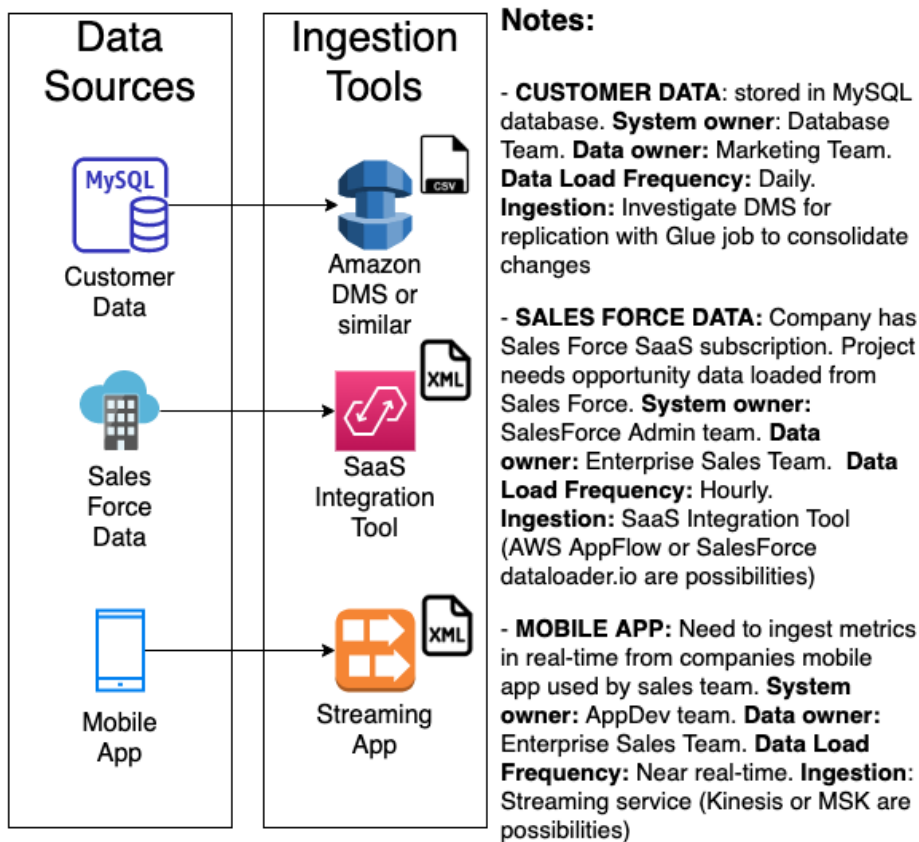 Data
Sources
MySQL
Customer
Data
Sales
Force
Data
Mobile
App
Ingestion
Tools
CSV
Amazon
DMS or
similar
XML
SaaS
Integration
Tool
XML
Streaming
App
Notes:
- CUSTOMER DATA: stored in MySQL
database. System owner: Database
Team. Data owner: Marketing Team.
Data Load Frequency: Daily.
Ingestion: Investigate DMS for
replication with Glue job to consolidate
changes
- SALES FORCE DATA: Company has
Sales Force SaaS subscription. Project
needs opportunity data loaded from
Sales Force. System owner:
SalesForce Admin team. Data
owner: Enterprise Sales Team. Data
Load Frequency: Hourly.
Ingestion: SaaS Integration Tool
(AWS AppFlow or SalesForce
dataloader.io are possibilities)
- MOBILE APP: Need to ingest metrics
in real-time from companies mobile
app used by sales team. System
owner: AppDev team. Data owner:
Enterprise Sales Team. Data Load
Frequency: Near real-time. Ingestion:
Streaming service (Kinesis or MSK are
possibilities)